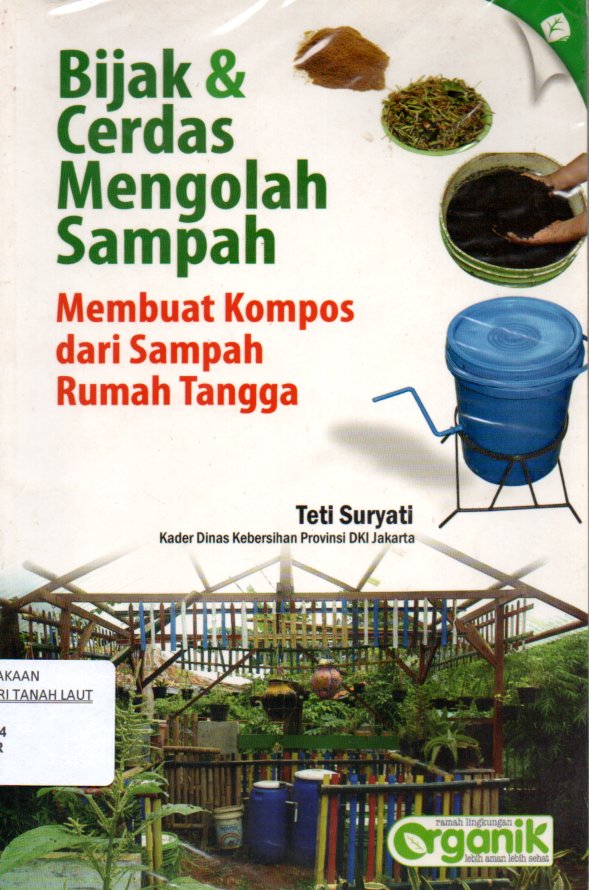 Bijak &
Cerdas
Mengolah
Sampah
Membuat Kompos
dari Sampah
Rumah Tangga
Teti Suryati
Kader Dinas Kebersihan Provinsi DKI Jakarta
AKAAN
RI TANAH LAUT
4
R
ramah lingkungan
Organik
lebih aman lebih sehat